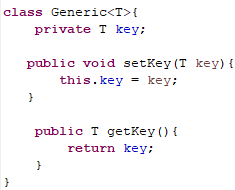 class Generic<T>{
    private T key;

   public void setKey(T key){
       this.key = key;
   }

    public T getKey(){
        return key;
    }
}